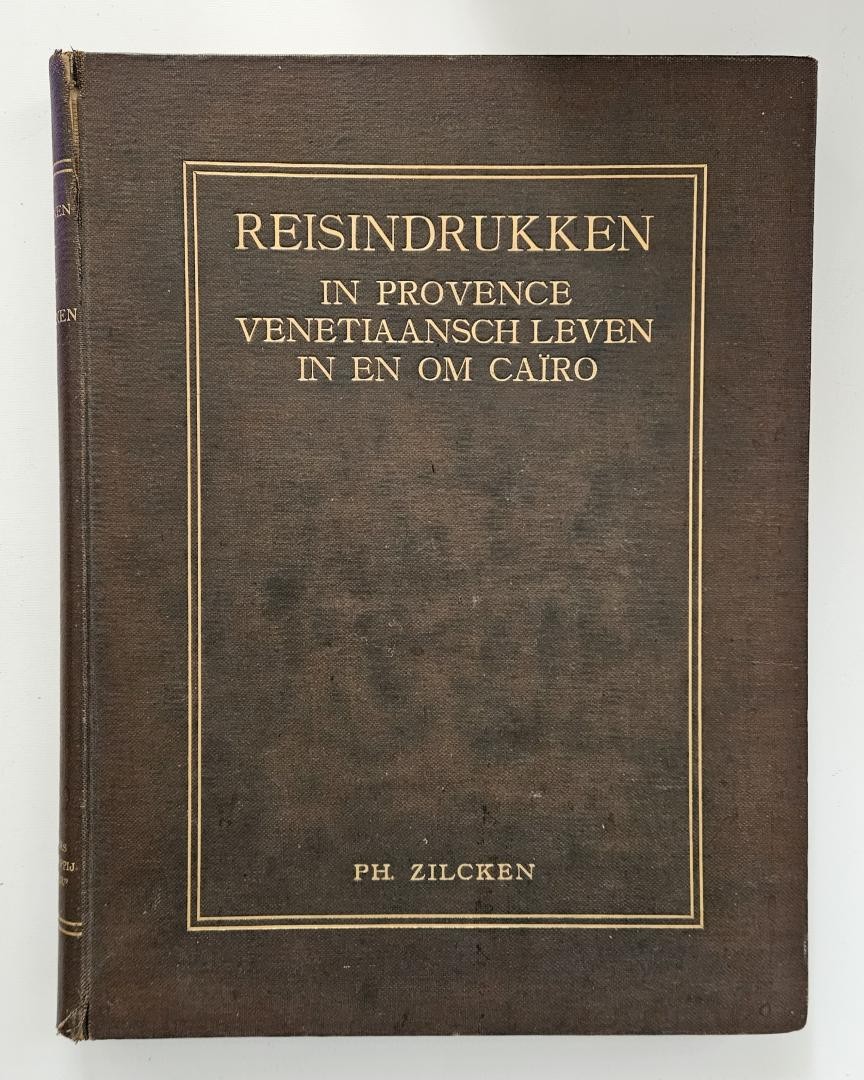 REISINDRUKKEN
IN PROVENCE
VENETIAANSCH LEVEN
IN EN OM CAÏRO
PH. ZILCKEN